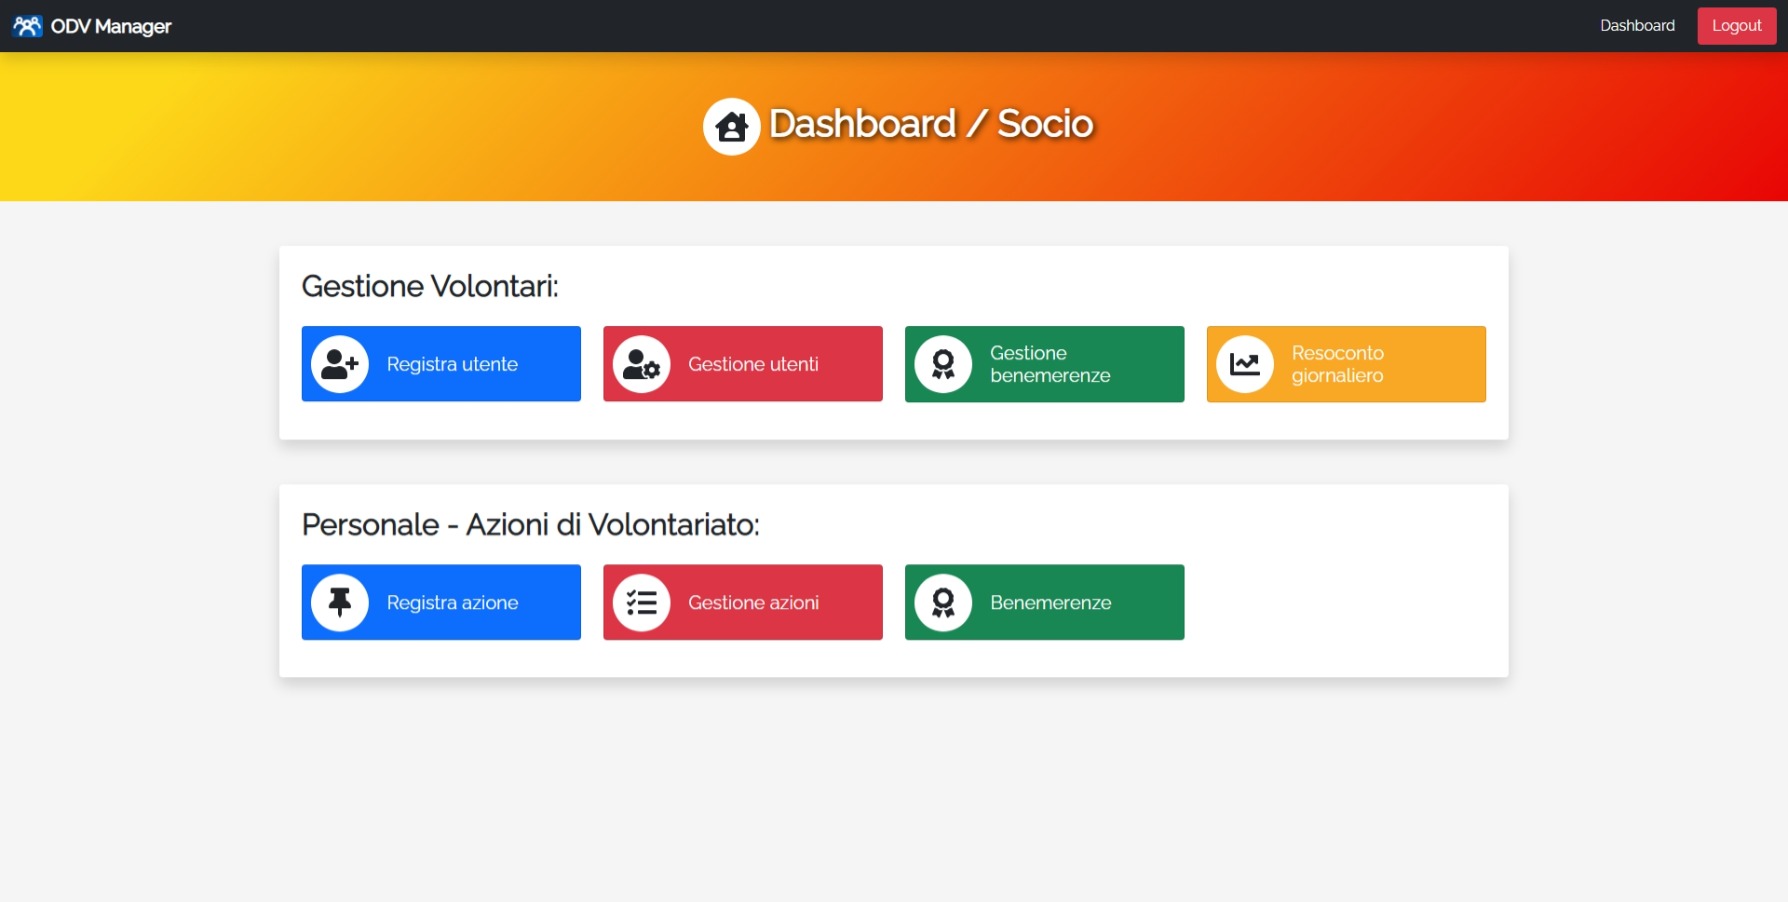 ODV Manager
Dashboard
Logout
Dashboard / Socio
Gestione Volontari:
Registra utente
Gestione utenti
Gestione
benemerenze
Resoconto
giornaliero
Personale - Azioni di Volontariato:
Registra azione
Gestione azioni
Benemerenze